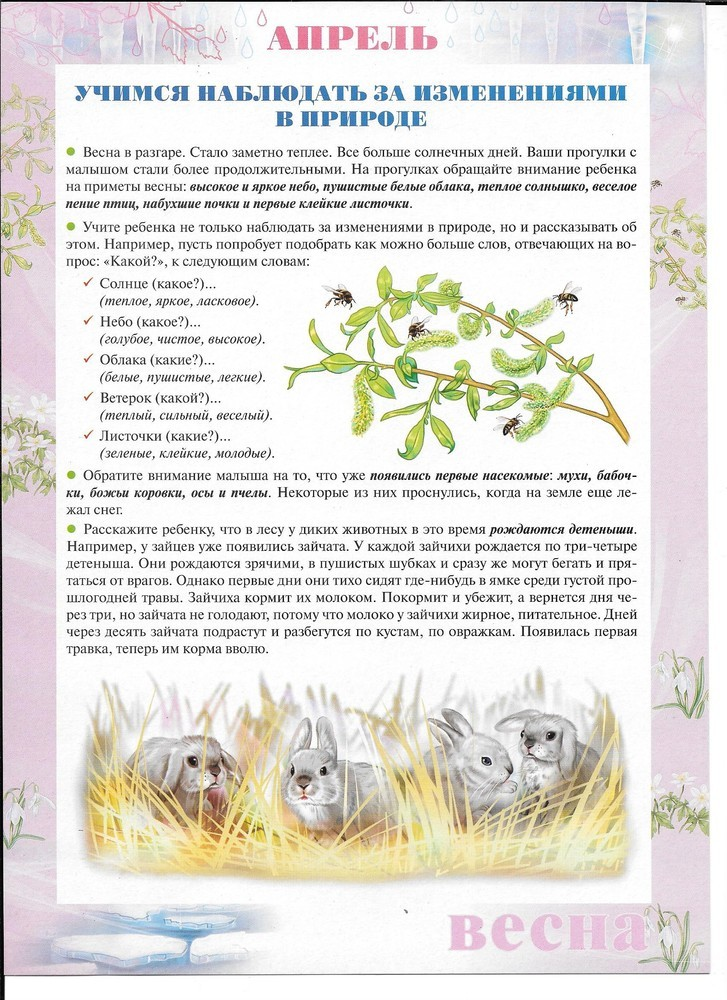 АПРЕЛЬ
УЧИМСЯ НАБЛЮДАТЬ ЗА ИЗМЕНЕНИЯМИ
В ПРИРОДЕ
● Весна в разгаре. Стало заметно теплее. Все больше солнечных дней. Ваши прогулки с
малышом стали более продолжительными. На прогулках обращайте внимание ребенка
на приметы весны: высокое и яркое небо, пушистые белые облака, теплое солнышко, веселое
пение птиц, набухшие почки и первые клейкие листочки.
● Учите ребенка не только наблюдать за изменениями в природе, но и рассказывать об
этом. Например, пусть попробует подобрать как можно больше слов, отвечающих на во-
прос: «Какой?», к следующим словам:
✓ Солнце (какое?)...
(теплое, яркое, ласковое).
✓ Небо (какое?)...
(голубое, чистое, высокое).
✓ Облака (какие?)...
(белые, пушистые, легкие).
✓ Ветерок (какой?)...
(теплый, сильный, веселый).
✓ Листочки (какие?)...
(зеленые, клейкие, молодые).
● Обратите внимание малыша на то, что уже появились первые насекомые: мухи, бабоч-
ки, божьи коровки, осы и пчелы. Некоторые из них проснулись, когда на земле еще ле-
жал снег.
● Расскажите ребенку, что в лесу у диких животных в это время рождаются детеныши.
Например, у зайцев уже появились зайчата. У каждой зайчихи рождается по три-четыре
детеныша. Они рождаются зрячими, в пушистых шубках и сразу же могут бегать и пря-
таться от врагов. Однако первые дни они тихо сидят где-нибудь в ямке среди густой про-
шлогодней травы. Зайчиха кормит их молоком. Покормит и убежит, а вернется дня че-
рез три, но зайчата не голодают, потому что молоко у зайчихи жирное, питательное. Дней
через десять зайчата подрастут и разбегутся по кустам, по овражкам. Появилась первая
травка, теперь им корма вволю.
весна